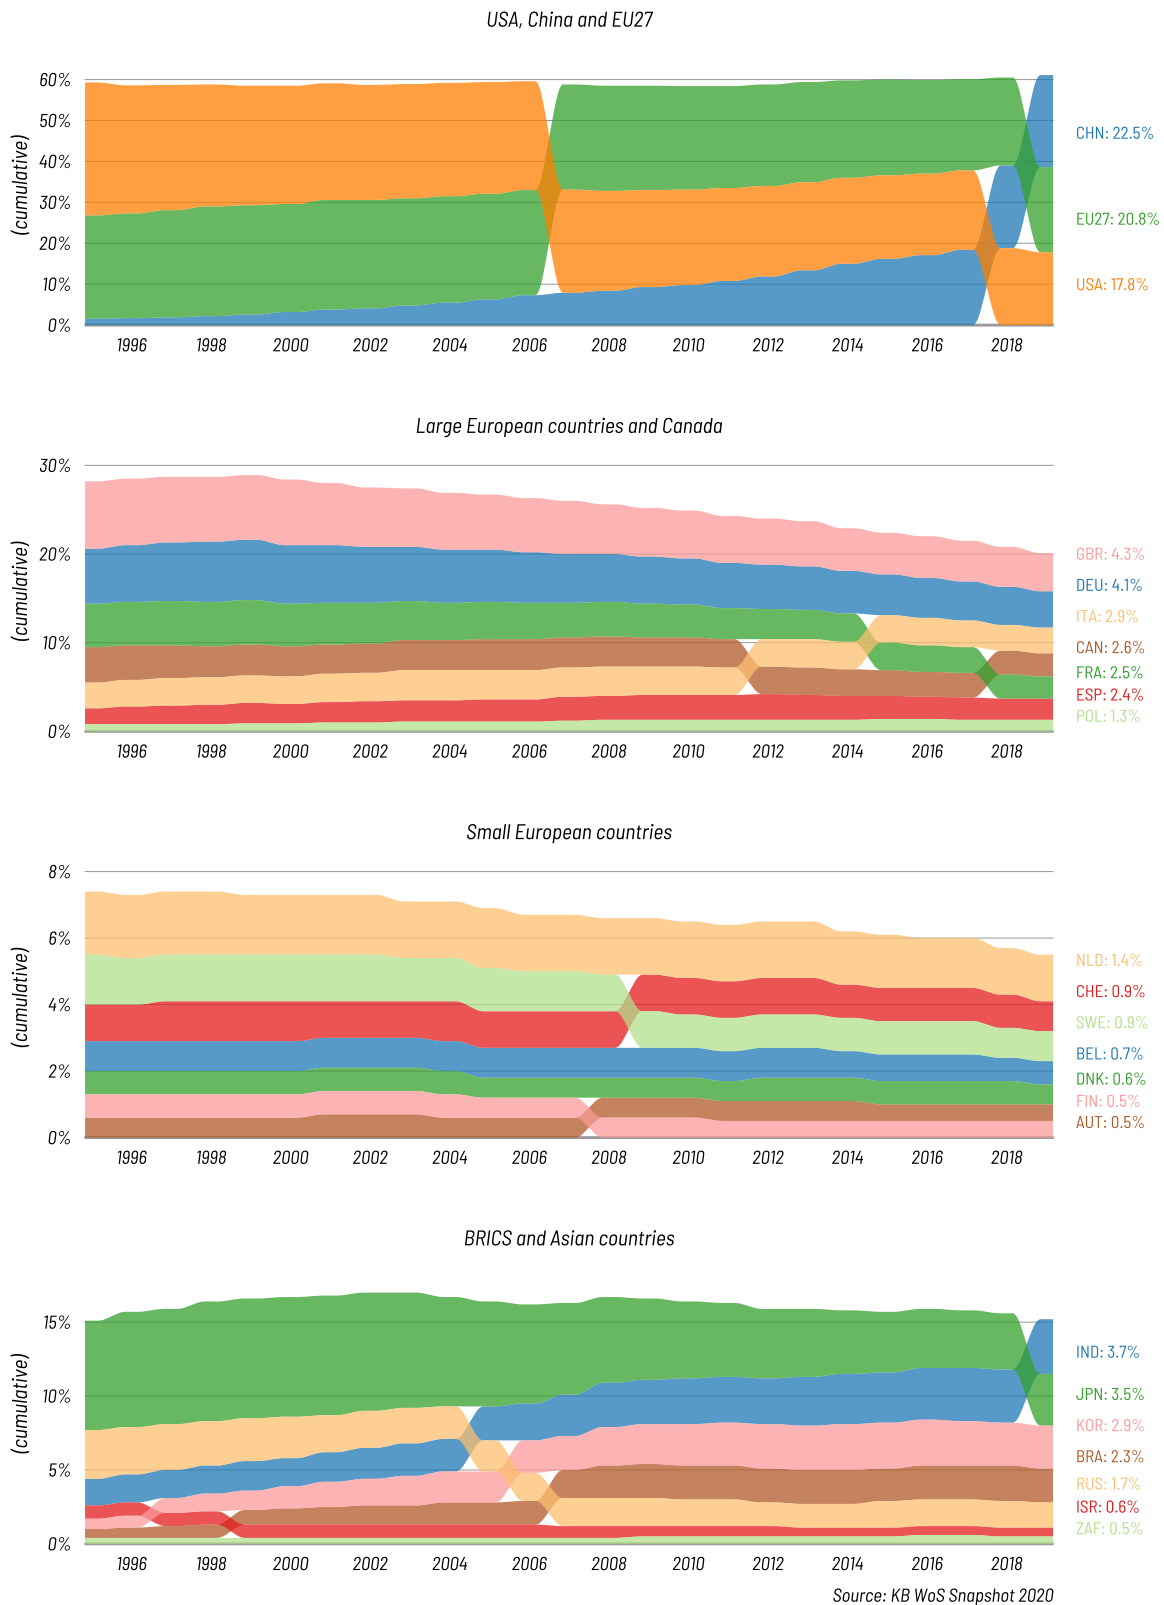 USA, China and EU27
(cumulative)
60%
50%
40%
30%
20%
10%
0%
CHN: 22.5%
EU27: 20.8%
USA: 17.8%
1996 1998 2000 2002 2004 2006 2008 2010 2012 2014 2016 2018
Large European countries and Canada
(cumulative)
30%
20%
10%
0%
GBR: 4.3%
DEU: 4.1%
ITA: 2.9%
CAN: 2.6%
FRA: 2.5%
ESP: 2.4%
POL: 1.3%
1996 1998 2000 2002 2004 2006 2008 2010 2012 2014 2016 2018
Small European countries
(cumulative)
8%
6%
4%
2%
0%
NLD: 1.4%
CHE: 0.9%
SWE: 0.9%
BEL: 0.7%
DNK: 0.6%
FIN: 0.5%
AUT: 0.5%
1996 1998 2000 2002 2004 2006 2008 2010 2012 2014 2016 2018
BRICS and Asian countries
(cumulative)
15%
10%
5%
0%
IND: 3.7%
JPN: 3.5%
KOR: 2.9%
BRA: 2.3%
RUS: 1.7%
ISR: 0.6%
ZAF: 0.5%
1996 1998 2000 2002 2004 2006 2008 2010 2012 2014 2016 2018
Source: KB WoS Snapshot 2020